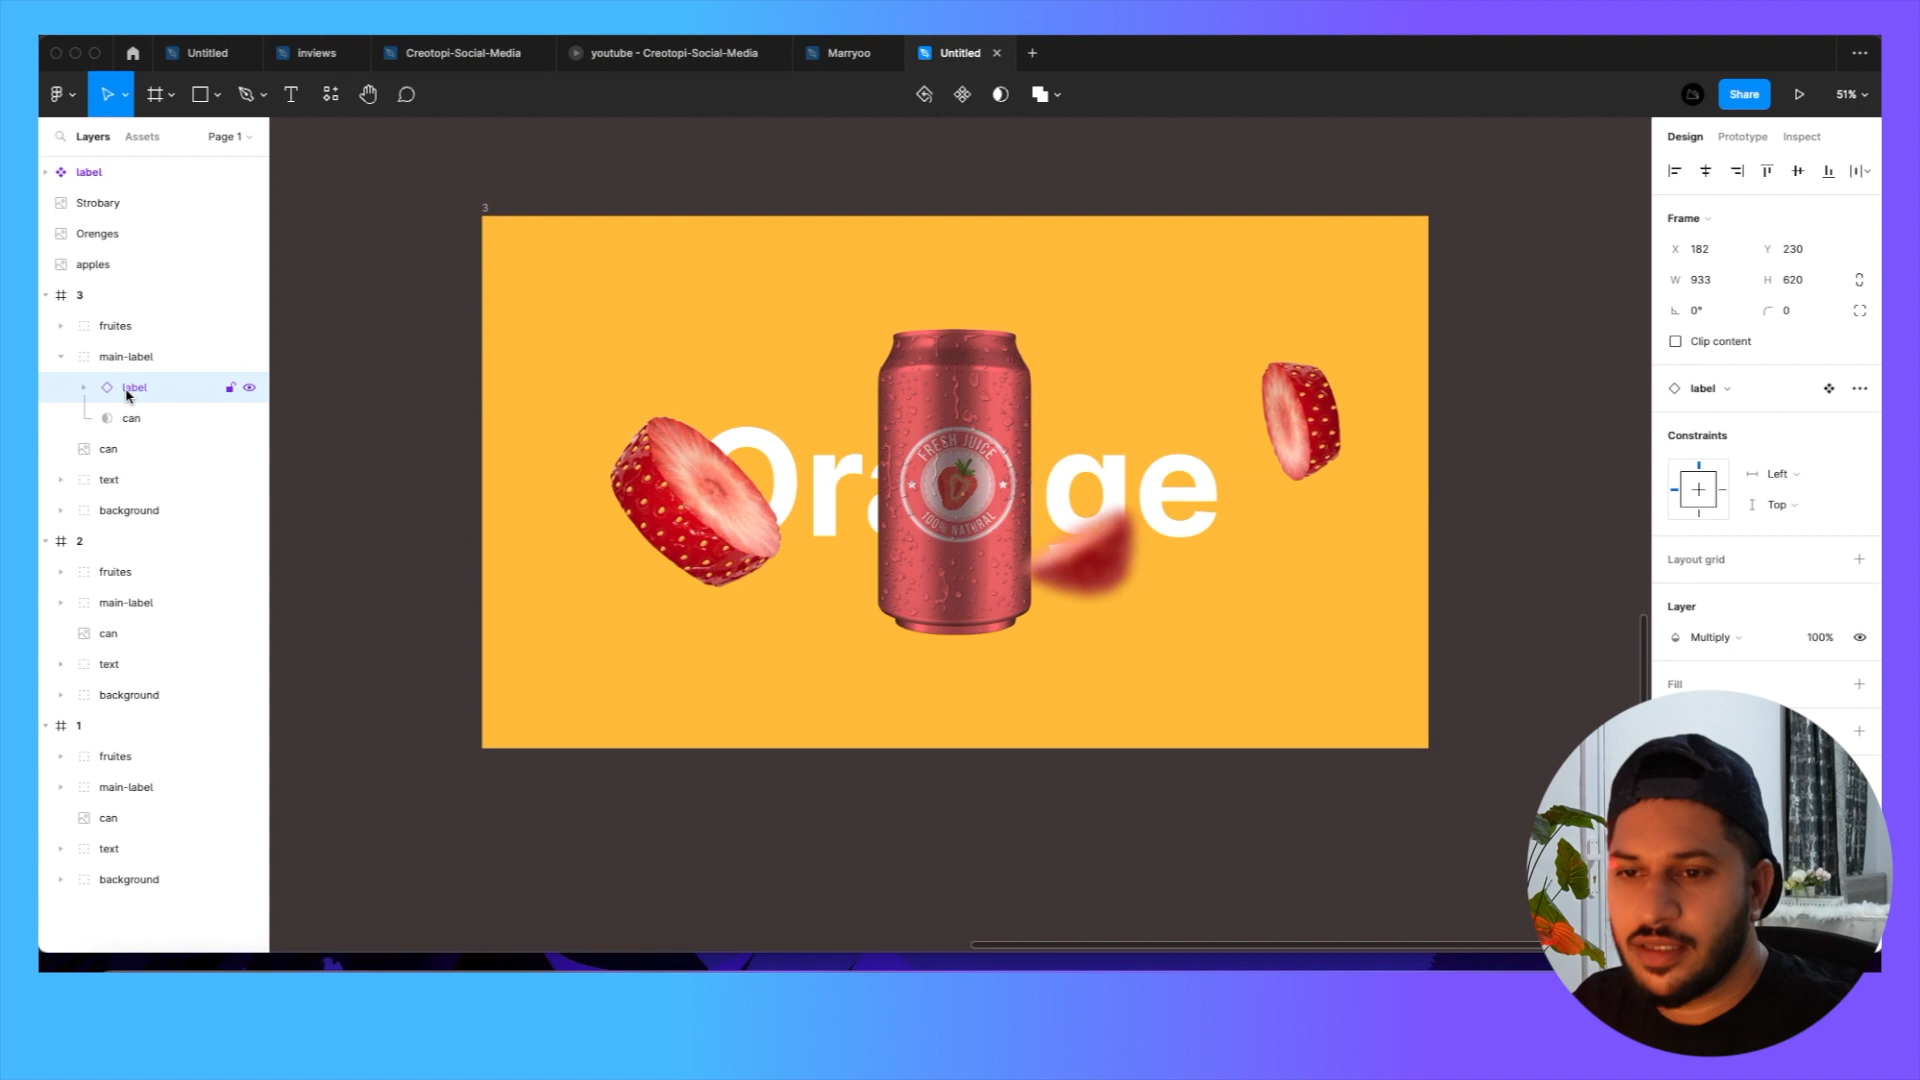 Untitled
inviews
Creotopi-Social-Media
youtube - Creotopi-Social-Media
Marryoo
Untitled
Share
51%
Layers
Assets
Page 1
label
Strobary
Orenges
apples
3
fruites
main-label
label
can
can
text
background
2
fruites
main-label
can
text
background
1
fruites
main-label
can
text
background
3
Orange
FRESH JUICE
100% NATURAL
Design
Prototype
Inspect
Frame
X 182
Y 230
W 933
H 620
0°
0
Clip content
label
Constraints
Left
Top
Layout grid
Layer
Multiply
100%
Fill